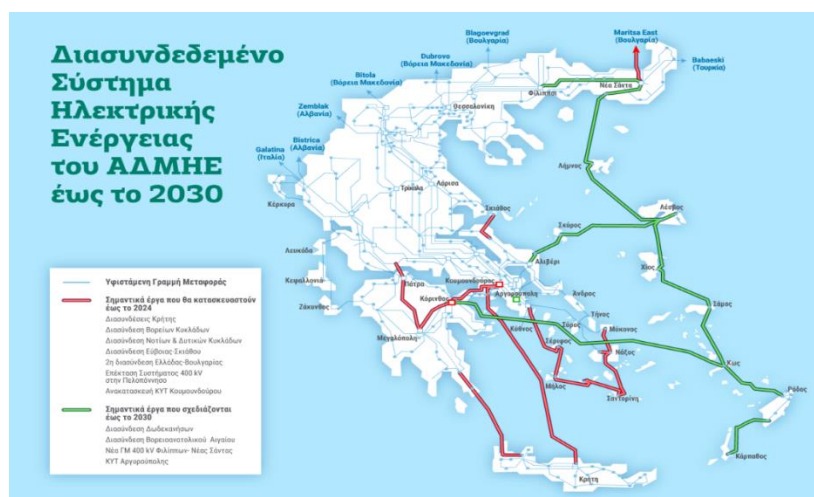 Διασυνδεδεμένο
Σύστημα
Ηλεκτρικής
Ενέργειας
του ΑΔΜΗΕ
έως το 2030
Blagoevgrad
(Βουλγαρία)
Maritsa East
(Βουλγαρία)
Dubrovo
(Βόρεια Μακεδονία)
Babaeski
(Τουρκία)
Bitola
(Βόρεια Μακεδονία)
Φίλιπποι
Νέα Σάντα
Θεσσαλονίκη
Zemblak
(Αλβανία)
Bistrica
(Αλβανία)
Galatina
(Ιταλία)
Λήμνος
Τρίκαλα
Λάρισα
Κέρκυρα
Σκιάθος
Λέσβος
Σκύρος
Λευκάδα
Αλιβέρι
Χίος
Υφιστάμενη Γραμμή Μεταφοράς
Σημαντικά έργα που θα κατασκευαστούν
έως το 2024
Διασυνδέσεις Κρήτης
Διασύνδεση Βορείων Κυκλάδων
Διασύνδεση Νοτίων & Δυτικών Κυκλάδων
Διασύνδεση Εύβοιας-Σκιάθου
2η διασύνδεση Ελλάδας-Βουλγαρίας
Επέκταση Συστήματος 400 kV
στη Πελοπόννησο
Ανακατασκευή ΚΥΤ Κουμουνδούρου
Σημαντικά έργα που σχεδιάζονται
έως το 2030
Διασύνδεση Δωδεκανήσων
Διασύνδεση Βορειοανατολικού Αιγαίου
Νέα ΓΜ 400 kV Φιλίππων- Νέας Σάντας
ΚΥΤ Αργυρούπολης
Κεφαλλονιά
Πάτρα
Κουμουνδούρος
Αργυρούπολη
Κόρινθος
Άνδρος
Ζάκυνθος
Τήνος
Σάμος
Μεγαλόπολη
Κύθνος
Σύρος
Μύκονος
Σέριφος
Νάξος
Κως
Μήλος
Σαντορίνη
Ρόδος
Κάρπαθος
Κρήτη